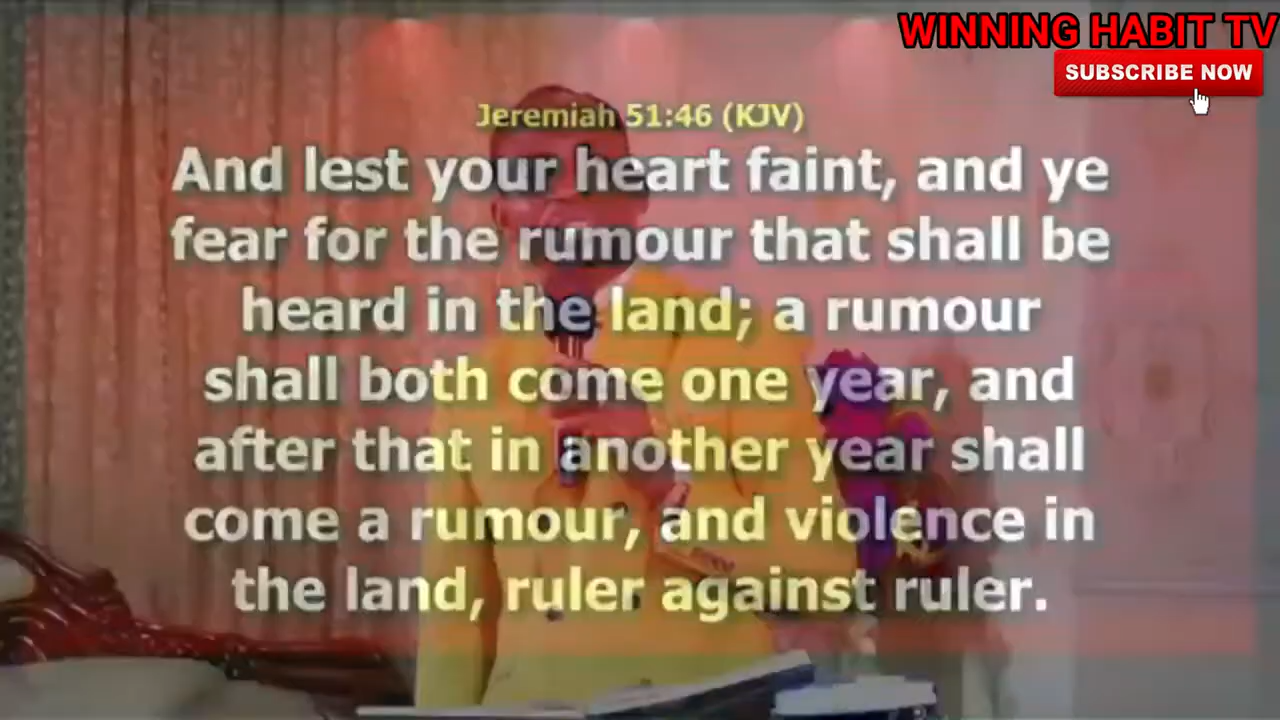 WINNING HABIT TV
SUBSCRIBE NOW
Jeremiah 51:46 (KJV)
And lest your heart faint, and ye
fear for the rumour that shall be
heard in the land; a rumour
shall both come one year, and
after that in another year shall
come a rumour, and violence in
the land, ruler against ruler.